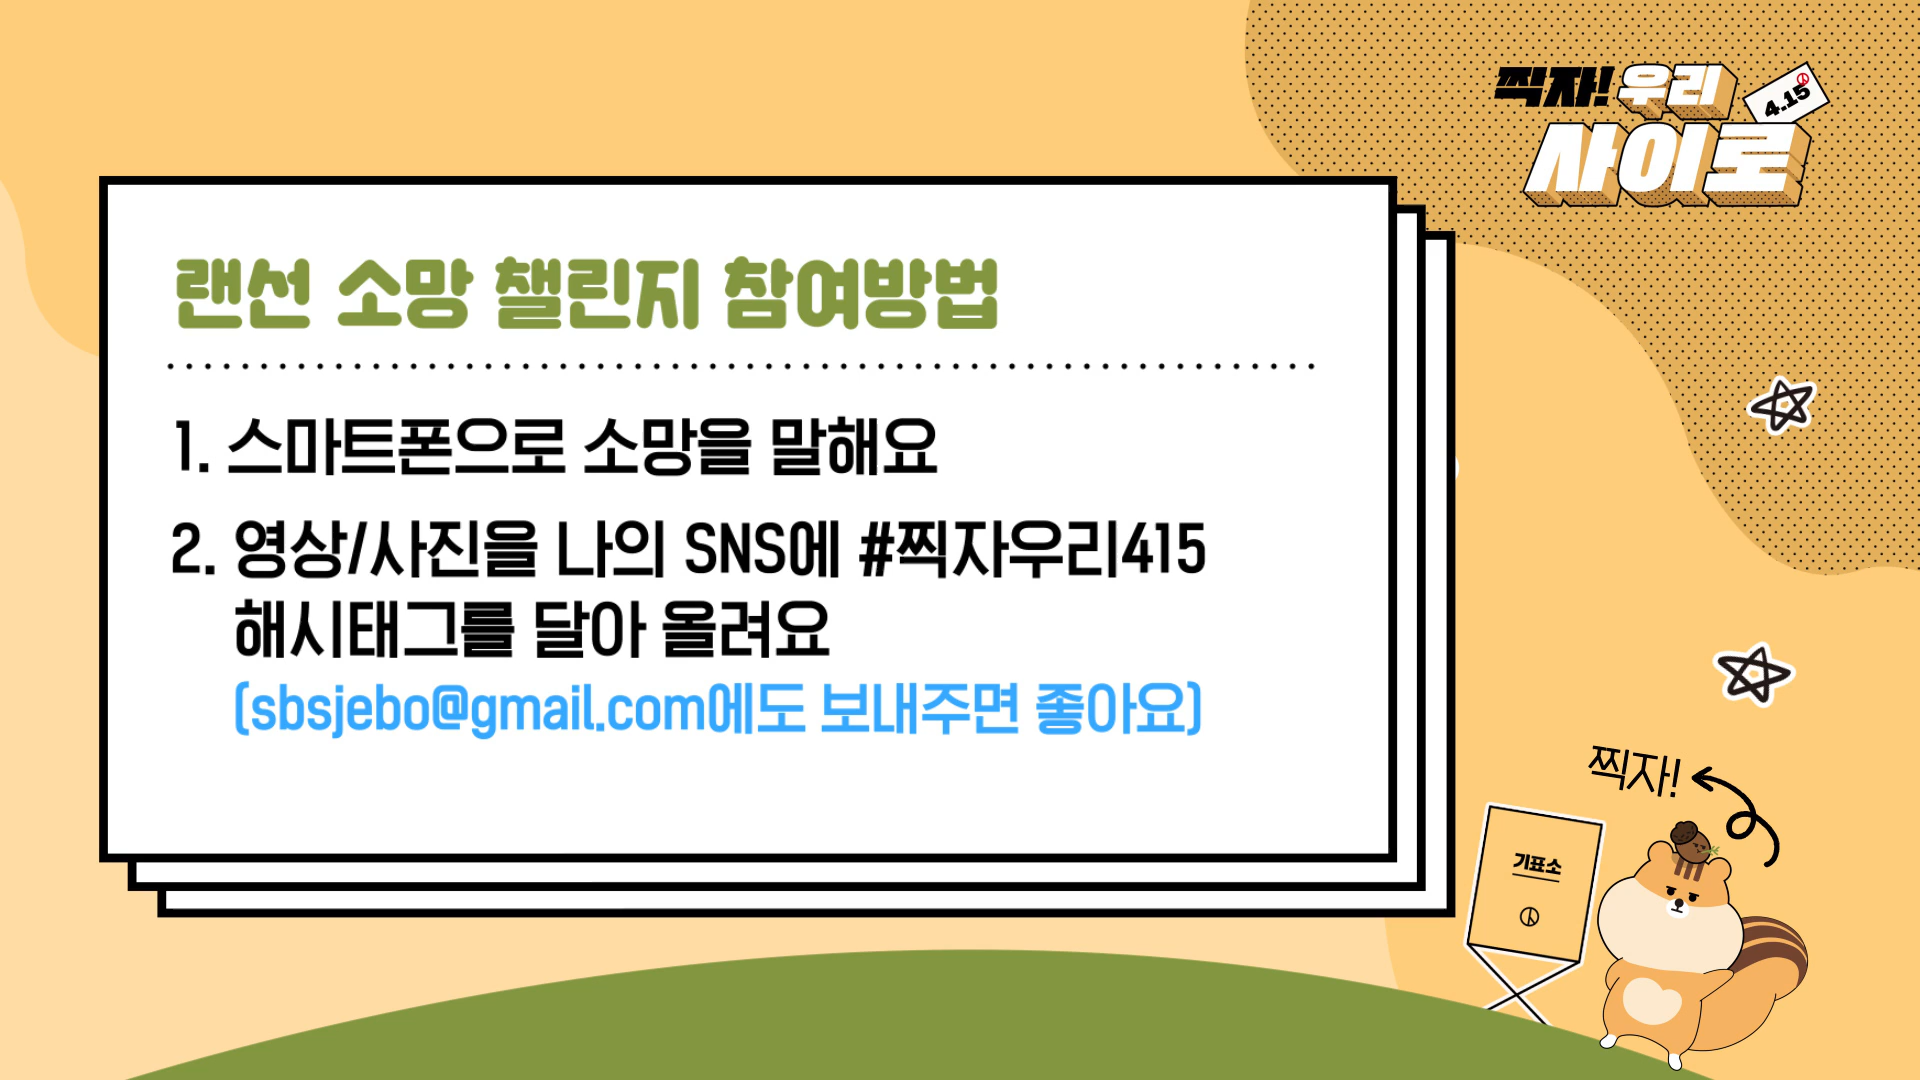 찍자! 우리
4.15
사이로
랜선 소망 챌린지 참여방법
1. 스마트폰으로 소망을 말해요
2. 영상/사진을 나의 SNS에 #찍자우리415
해시태그를 달아 올려요
(sbsjebo@gmail.com에도 보내주면 좋아요)
찍자!
기표소